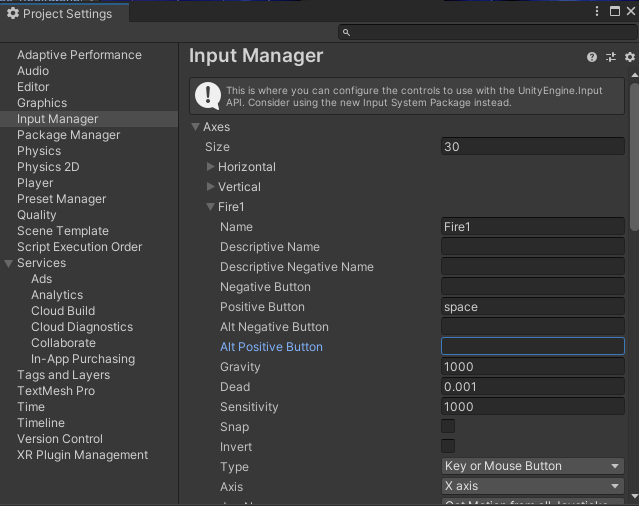 Project Settings
Adaptive Performance
Audio
Editor
Graphics
Input Manager
Package Manager
Physics
Physics 2D
Player
Preset Manager
Quality
Scene Template
Script Execution Order
Services
Ads
Analytics
Cloud Build
Cloud Diagnostics
Collaborate
In-App Purchasing
Tags and Layers
TextMesh Pro
Time
Timeline
Version Control
XR Plugin Management
Input Manager
This is where you can configure the controls to use with the UnityEngine.Input
API. Consider using the new Input System Package instead.
Axes
Size 30
Horizontal
Vertical
Fire1
Name Fire1
Descriptive Name
Descriptive Negative Name
Negative Button
Positive Button space
Alt Negative Button
Alt Positive Button
Gravity 1000
Dead 0.001
Sensitivity 1000
Snap
Invert
Type Key or Mouse Button
Axis X axis
Get Motion from all Joysticks